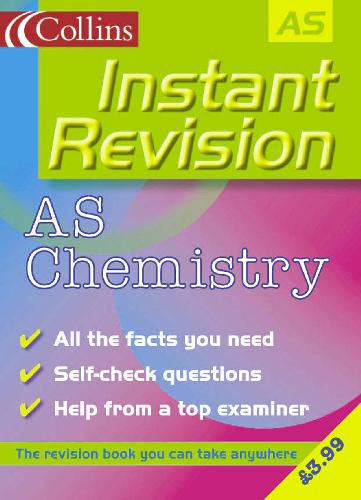 Collins
AS
Instant
Revision
AS
Chemistry
✓ All the facts you need
✓ Self-check questions
✓ Help from a top examiner
The revision book you can take anywhere
£3.99